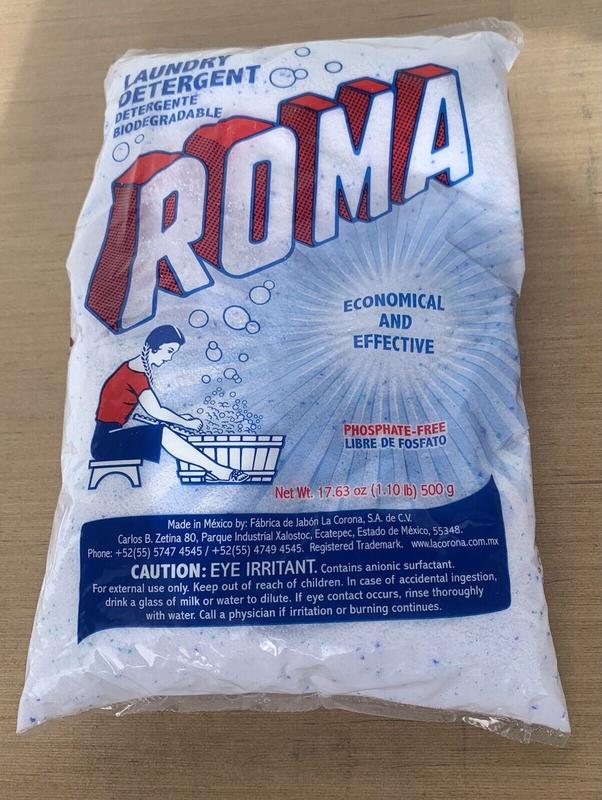 LAUNDRY
DETERGENT
DETERGENTE
BIODEGRADABLE
ROMA
ECONOMICAL
AND
EFFECTIVE
PHOSPHATE-FREE
LIBRE DE FOSFATO
Net Wt. 17.63 oz (1.10 lb) 500 g
Made in México by: Fábrica de Jabón La Corona, S.A. de C.V.
Carlos B. Zetina 80, Parque Industrial Xalostoc, Ecatepec, Estado de México, 55348.
Phone: +52(55) 5747 4545 / +52(55) 4749 4545. Registered Trademark. www.lacorona.com.mx
CAUTION: EYE IRRITANT. Contains anionic surfactant.
For external use only. Keep out of reach of children. In case of accidental ingestion,
drink a glass of milk or water to dilute. If eye contact occurs, rinse thoroughly
with water. Call a physician if irritation or burning continues.